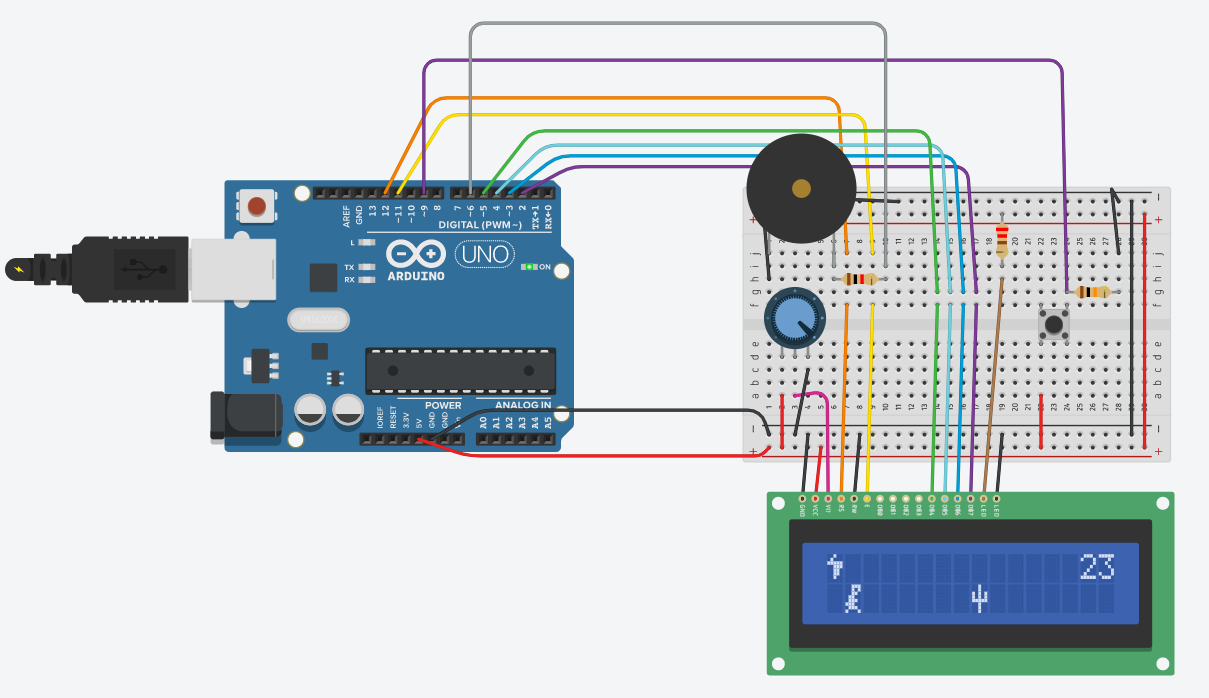 AREF
GND
13
12
~11
~10
~9
8
7
~6
~5
4
~3
2
TX→1
RX←0
DIGITAL (PWM~)
L
TX
RX
ARDUINO
UNO
ON
POWER
ANALOG IN
IOREF
RESET
3.3V
5V
GND
GND
A0
A1
A2
A3
A4
A5
j
i
h
g
f
e
d
c
b
a
GND
VCC
V0
RS
RW
E
DB0
DB1
DB2
DB3
DB4
DB5
DB6
DB7
LED
LED
23